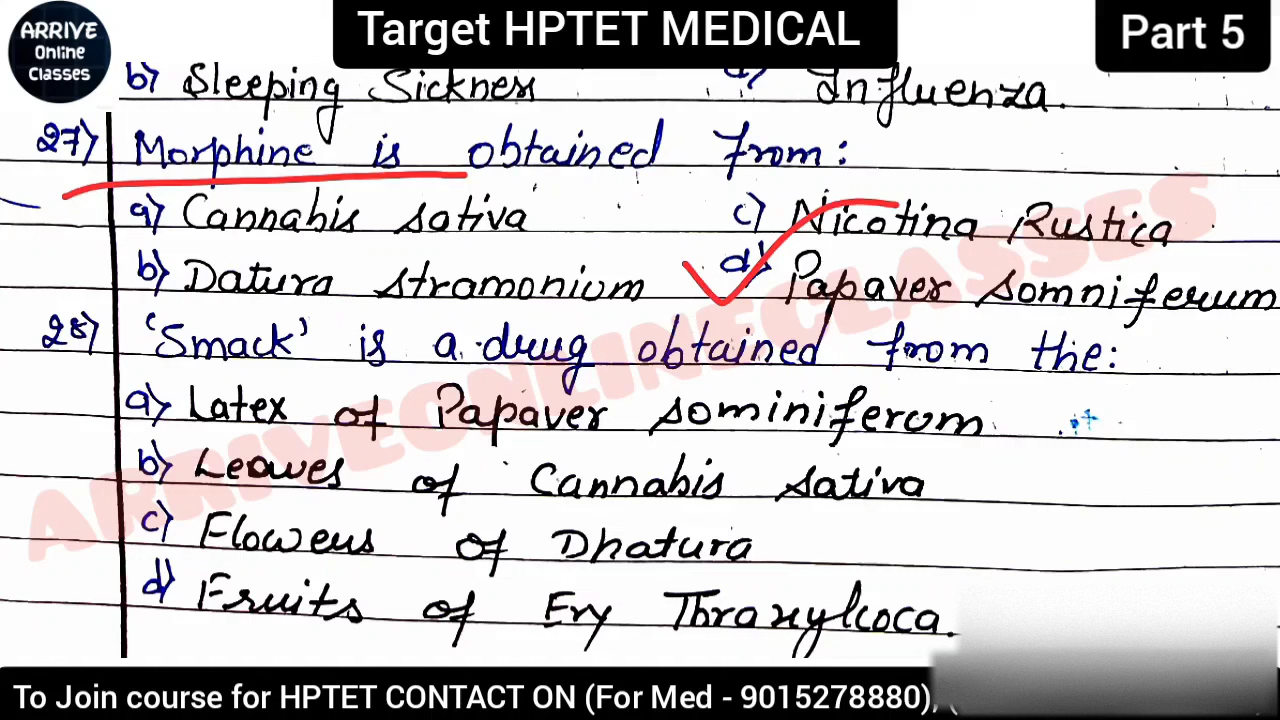 ARRIVE
Online
Classes
Target HPTET MEDICAL
Part 5
b) Sleeping Sickness d) Influenza.
27) Morphine is obtained from:
a) Cannabis sativa c) Nicotina Rustica
b) Datura stramonium d) Papaver somniferum
28) 'Smack' is a drug obtained from the:
a) Latex of Papaver sominiferum
b) Leaves of Cannabis sativa
c) Flowers of Dhatura
d) Fruits of Ery Throxylcoca.
ARRIVEONLINECLASSES
To Join course for HPTET CONTACT ON (For Med - 9015278880), (